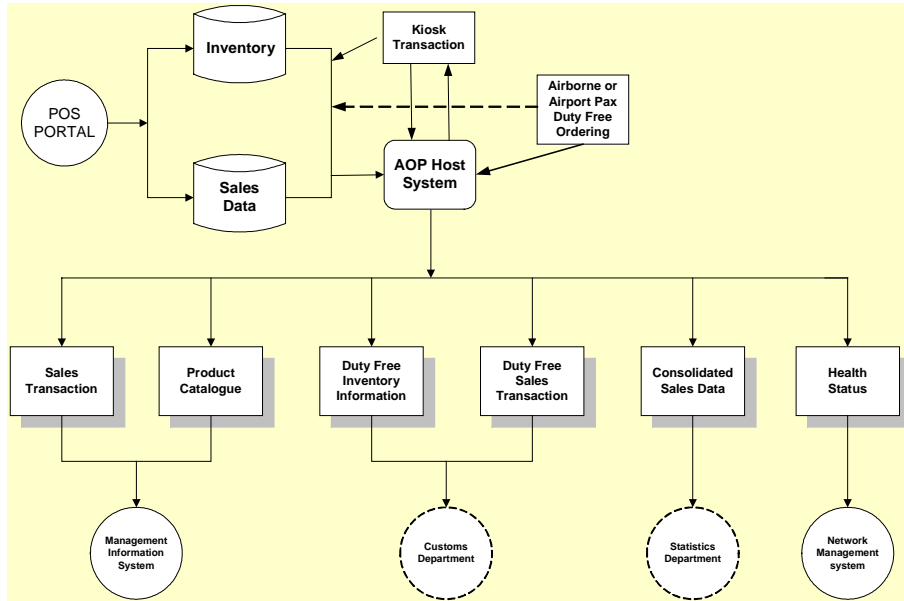 Inventory
Kiosk
Transaction
POS
PORTAL
Airborne or
Airport Pax
Duty Free
Ordering
AOP Host
System
Sales
Data
Sales
Transaction
Product
Catalogue
Duty Free
Inventory
Information
Duty Free
Sales
Transaction
Consolidated
Sales Data
Health
Status
Management
Information
System
Customs
Department
Statistics
Department
Network
Management
system